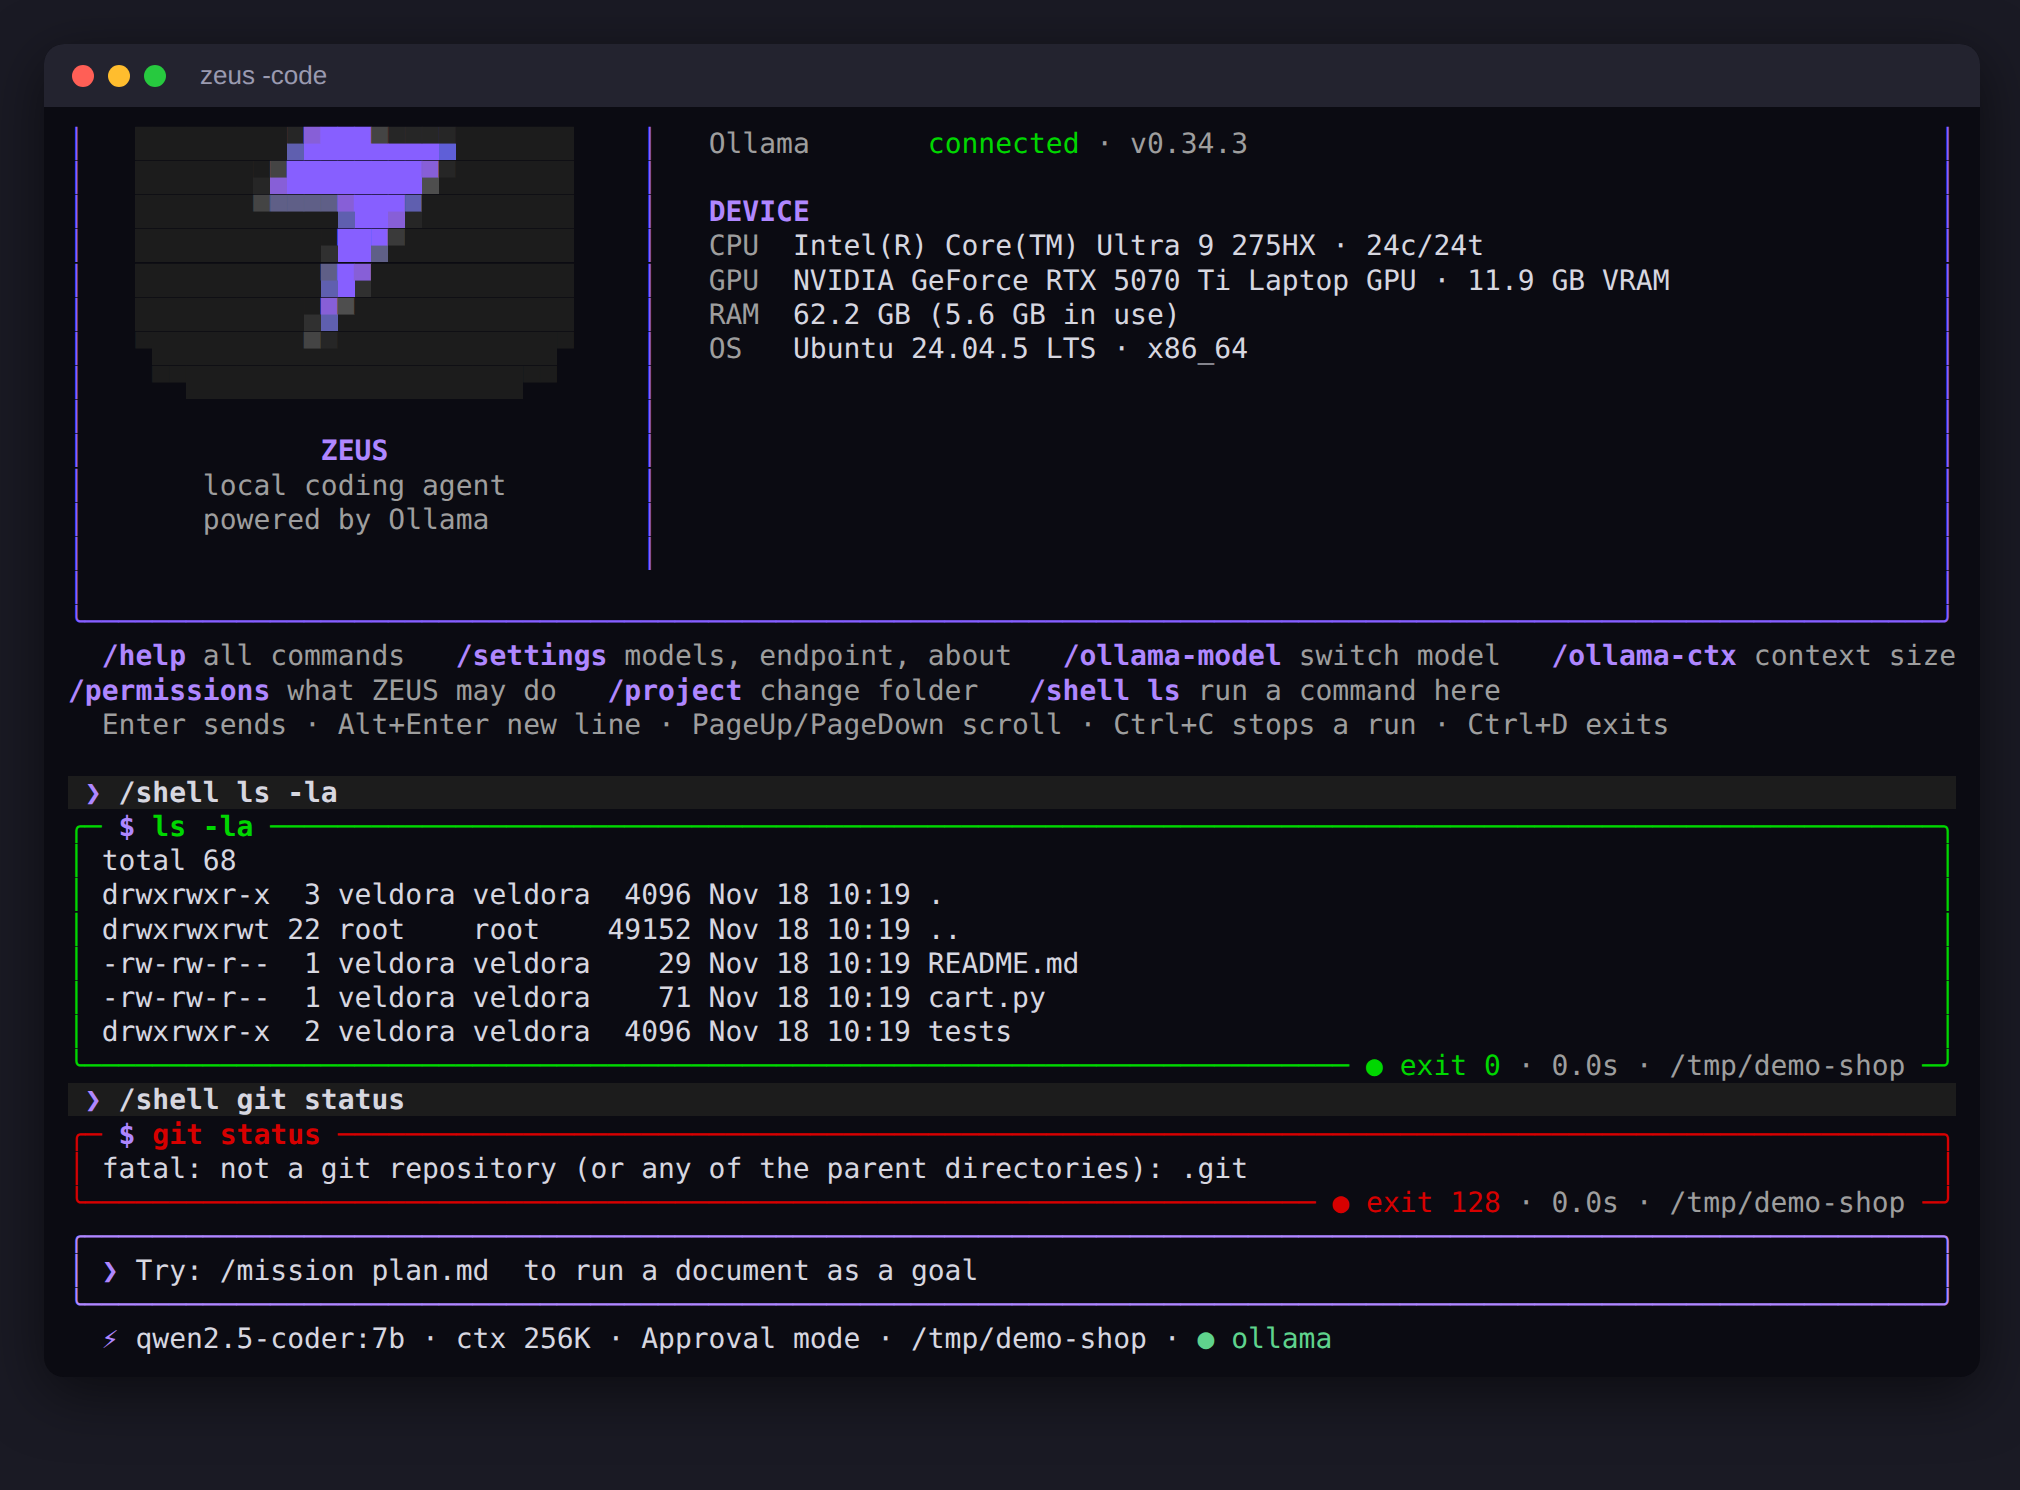 zeus -code
Ollama connected · v0.34.3
DEVICE
CPU Intel(R) Core(TM) Ultra 9 275HX · 24c/24t
GPU NVIDIA GeForce RTX 5070 Ti Laptop GPU · 11.9 GB VRAM
RAM 62.2 GB (5.6 GB in use)
OS Ubuntu 24.04.5 LTS · x86_64
ZEUS
local coding agent
powered by Ollama
/help all commands /settings models, endpoint, about /ollama-model switch model /ollama-ctx context size
/permissions what ZEUS may do /project change folder /shell ls run a command here
Enter sends · Alt+Enter new line · PageUp/PageDown scroll · Ctrl+C stops a run · Ctrl+D exits
❯ /shell ls -la
$ ls -la
total 68
drwxrwxr-x 3 veldora veldora 4096 Nov 18 10:19 .
drwxrwxrwt 22 root root 49152 Nov 18 10:19 ..
-rw-rw-r-- 1 veldora veldora 29 Nov 18 10:19 README.md
-rw-rw-r-- 1 veldora veldora 71 Nov 18 10:19 cart.py
drwxrwxr-x 2 veldora veldora 4096 Nov 18 10:19 tests
● exit 0 · 0.0s · /tmp/demo-shop
❯ /shell git status
$ git status
fatal: not a git repository (or any of the parent directories): .git
● exit 128 · 0.0s · /tmp/demo-shop
❯ Try: /mission plan.md to run a document as a goal
⚡ qwen2.5-coder:7b · ctx 256K · Approval mode · /tmp/demo-shop · ● ollama